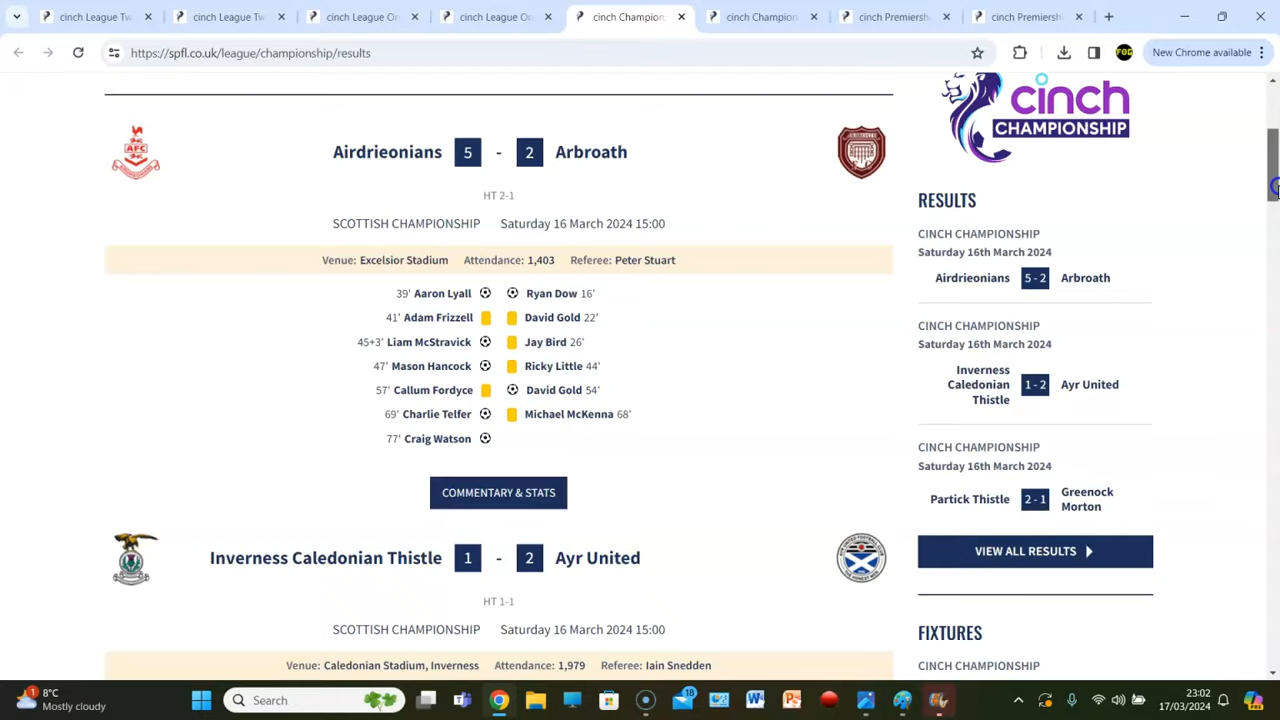 cinch League Tw
cinch League Tw
cinch League On
cinch League On
cinch Champion
cinch Champion
cinch Premiersh
cinch Premiersh
https://spfl.co.uk/league/championship/results
FOG
New Chrome available
cinch
CHAMPIONSHIP
Airdrieonians 5 - 2 Arbroath
HT 2-1
SCOTTISH CHAMPIONSHIP Saturday 16 March 2024 15:00
Venue: Excelsior Stadium Attendance: 1,403 Referee: Peter Stuart
39' Aaron Lyall Ryan Dow 16'
41' Adam Frizzell David Gold 22'
45+3' Liam McStravick Jay Bird 26'
47' Mason Hancock Ricky Little 44'
57' Callum Fordyce David Gold 54'
69' Charlie Telfer Michael McKenna 68'
77' Craig Watson
COMMENTARY & STATS
Inverness Caledonian Thistle 1 - 2 Ayr United
HT 1-1
SCOTTISH CHAMPIONSHIP Saturday 16 March 2024 15:00
Venue: Caledonian Stadium, Inverness Attendance: 1,979 Referee: Iain Snedden
RESULTS
CINCH CHAMPIONSHIP
Saturday 16th March 2024
Airdrieonians 5 - 2 Arbroath
CINCH CHAMPIONSHIP
Saturday 16th March 2024
Inverness
Caledonian 1 - 2 Ayr United
Thistle
CINCH CHAMPIONSHIP
Saturday 16th March 2024
Partick Thistle 2 - 1 Greenock
Morton
VIEW ALL RESULTS
FIXTURES
CINCH CHAMPIONSHIP
1
8°C
Mostly cloudy
Search
18
23:02
17/03/2024